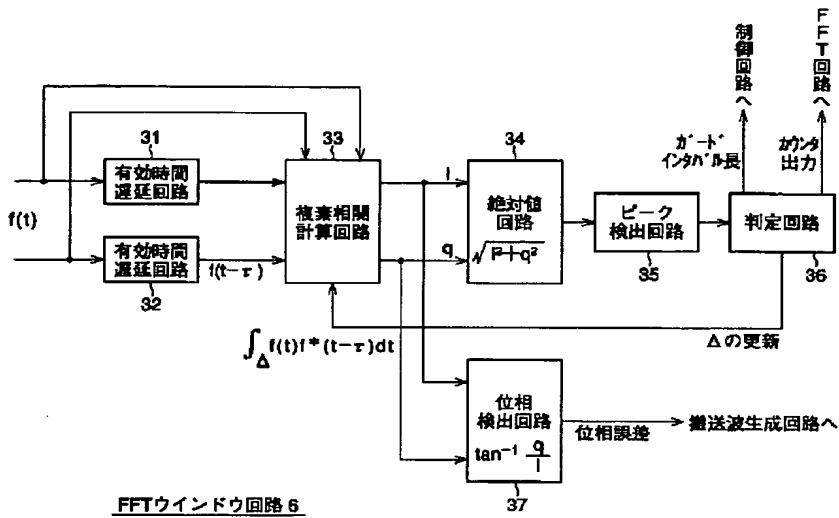 制御回路へ
FFT回路へ
ガードインタバル長
カウンタ出力
31
有効時間
遅延回路
f(t)
有効時間
遅延回路
32
f(t−τ)
33
複素相関
計算回路
∫Δ f(t)f*(t−τ)dt
I
q
34
絶対値
回路
√I²+q²
ピーク
検出回路
35
判定回路
36
Δの更新
位相
検出回路
tan⁻¹ q/I
37
位相誤差
搬送波生成回路へ
FFTウインドウ回路 6